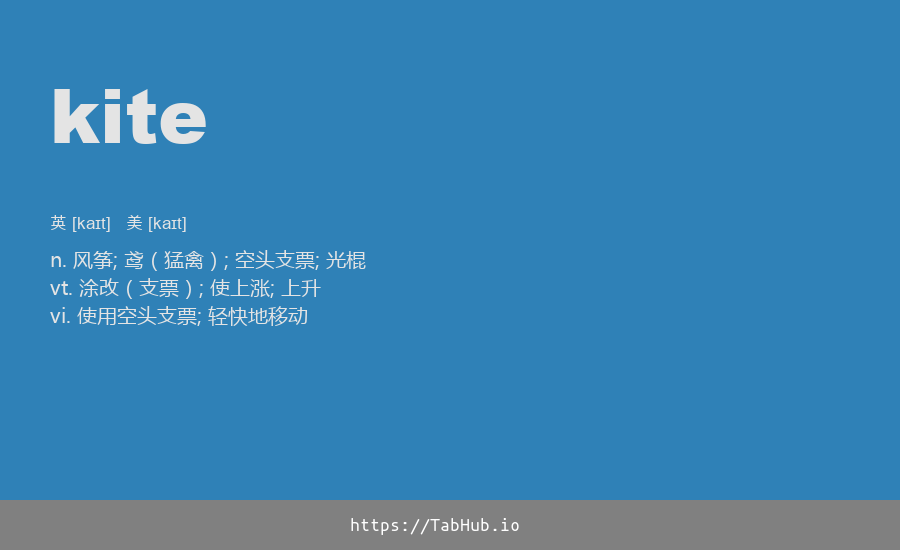 kite
英 [kaɪt] 美 [kaɪt]
n. 风筝; 鸢（猛禽）; 空头支票; 光棍
vt. 涂改（支票）; 使上涨; 上升
vi. 使用空头支票; 轻快地移动
https://TabHub.io